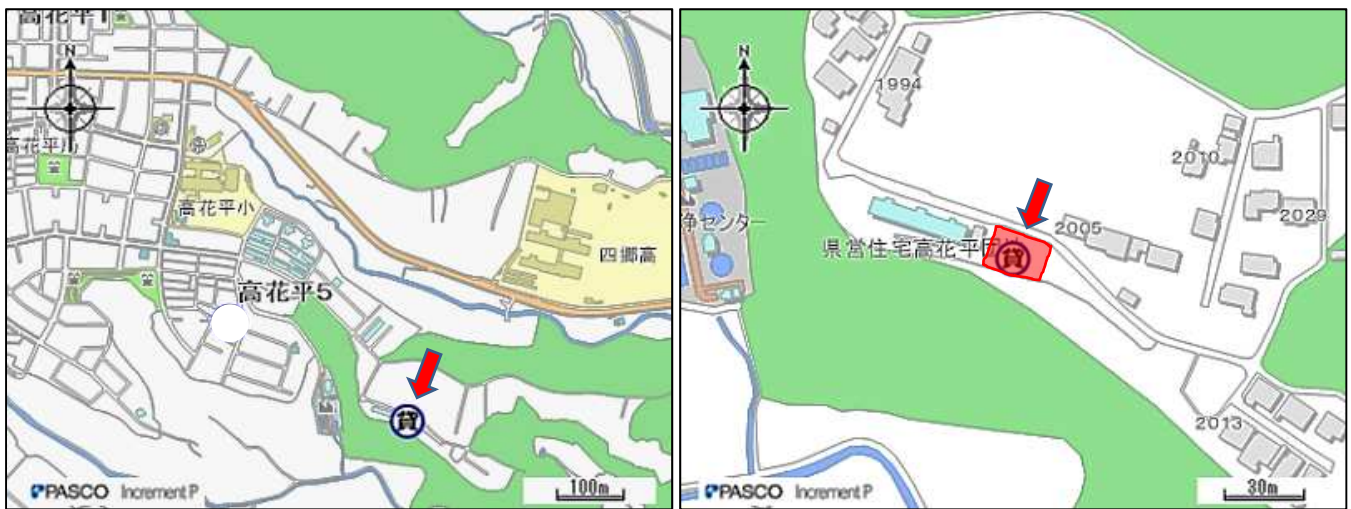 高花平1
N
高花平
高花平小
四郷高
高花平5
貸
PASCO Increment P
100m
N
1994
2010
2029
2005
浄センター
県営住宅高花平団
貸
2013
PASCO Increment P
30m